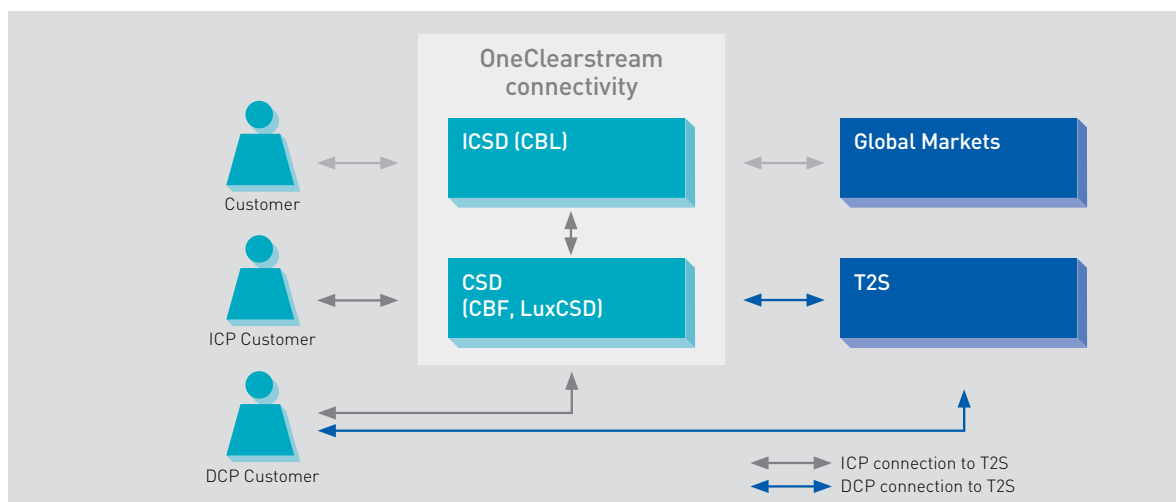 OneClearstream
connectivity
ICSD (CBL)
Global Markets
Customer
CSD
(CBF, LuxCSD)
T2S
ICP Customer
DCP Customer
ICP connection to T2S
DCP connection to T2S